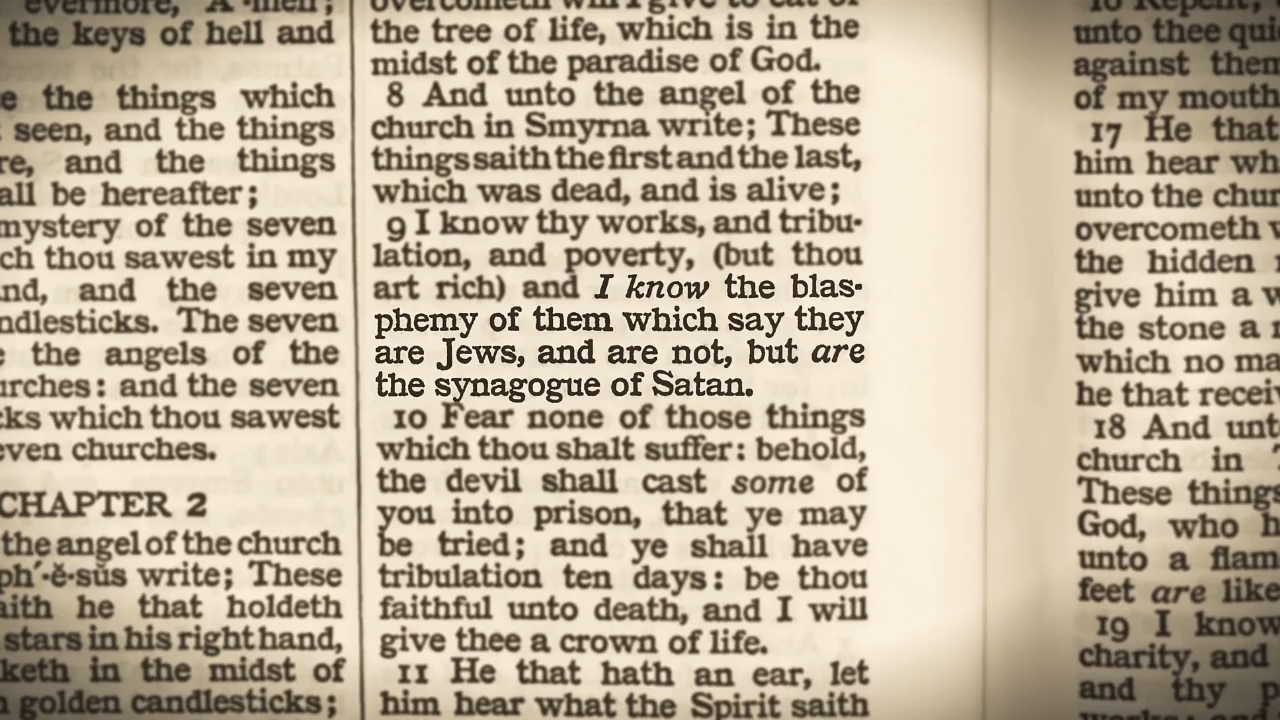 evermore, A-men;
the keys of hell and
the things which
seen, and the things
and the things
be hereafter;
mystery of the seven
thou sawest in my
and the seven
The seven
the angels of the
and the seven
which thou sawest
churches.
CHAPTER 2
the angel of the church
write; These
he that holdeth
stars in his right hand,
in the midst of
golden candlesticks;
overcometh will I give to eat of
the tree of life, which is in the
midst of the paradise of God.
8 And unto the angel of the
church in Smyrna write; These
things saith the first and the last,
which was dead, and is alive;
9 I know thy works, and tribu-
lation, and poverty, (but thou
art rich) and I know the blas-
phemy of them which say they
are Jews, and are not, but are
the synagogue of Satan.
10 Fear none of those things
which thou shalt suffer: behold,
the devil shall cast some of
you into prison, that ye may
be tried; and ye shall have
tribulation ten days: be thou
faithful unto death, and I will
give thee a crown of life.
11 He that hath an ear, let
him hear what the Spirit saith
16 Repent;
unto thee
against
of my mouth
17 He that
him hear
unto the
overcometh
the hidden
give him a
the stone a
which no
he that
18 And
church in
These things
God, who
unto a
feet are like
19 I know
charity, and
and thy